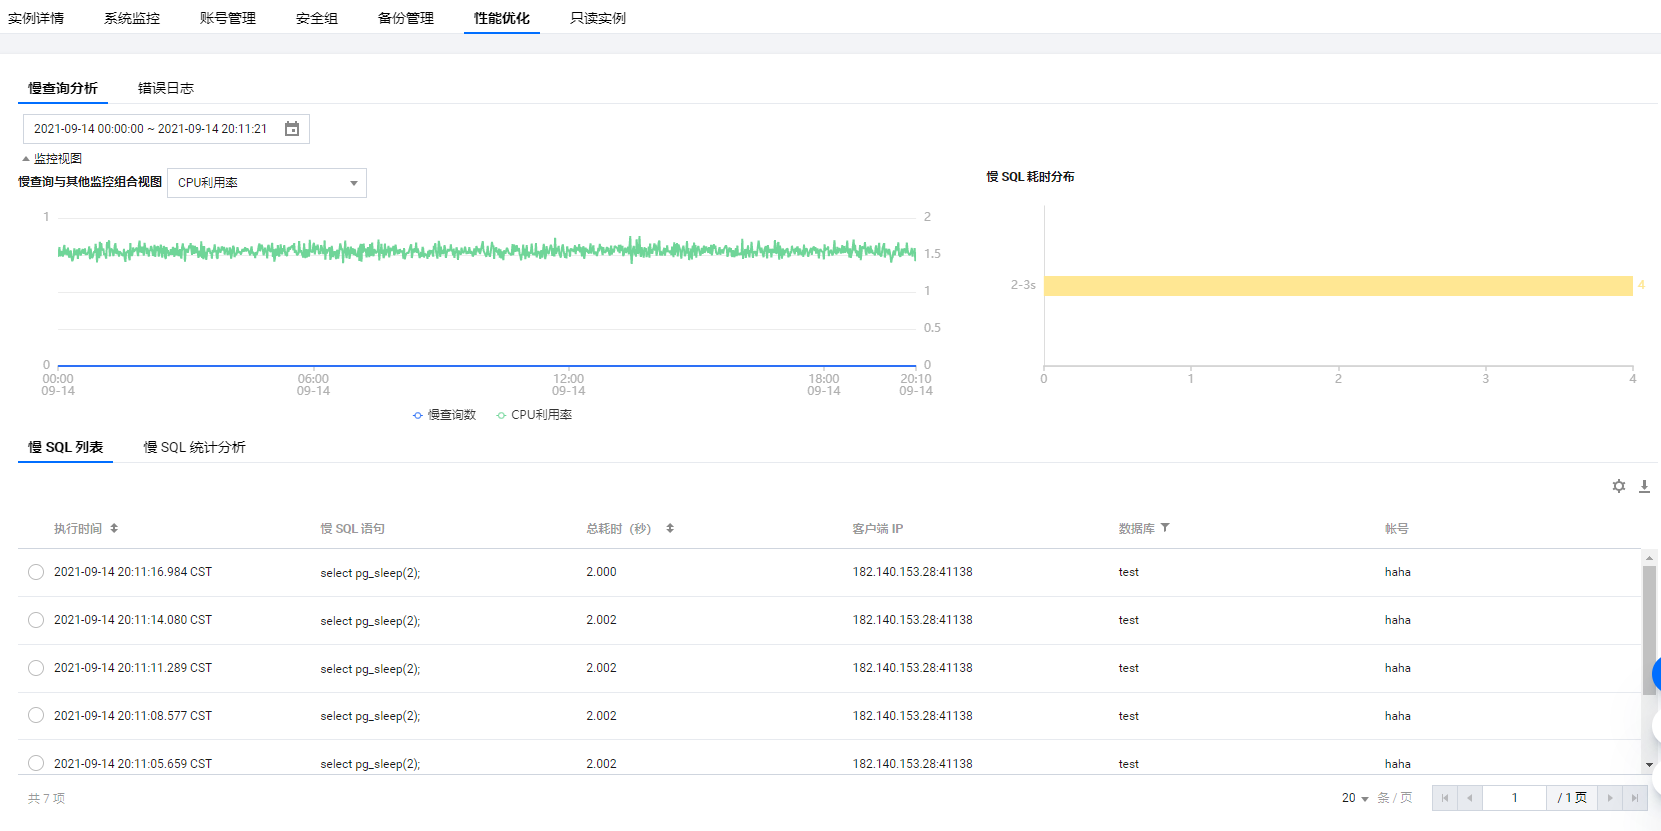 实例详情 系统监控 账号管理 安全组 备份管理 性能优化 只读实例
慢查询分析 错误日志
2021-09-14 00:00:00 ~ 2021-09-14 20:11:21
监控视图
慢查询与其他监控组合视图 CPU利用率
慢 SQL 耗时分布
1 2
1.5
1
0.5
0 0
00:00 06:00 12:00 18:00 20:10
09-14 09-14 09-14 09-14 09-14
慢查询数 CPU利用率
2-3s 4
0 1 2 3 4
慢 SQL 列表 慢 SQL 统计分析
执行时间 慢 SQL 语句 总耗时（秒） 客户端 IP 数据库 帐号
2021-09-14 20:11:16.984 CST select pg_sleep(2); 2.000 182.140.153.28:41138 test haha
2021-09-14 20:11:14.080 CST select pg_sleep(2); 2.002 182.140.153.28:41138 test haha
2021-09-14 20:11:11.289 CST select pg_sleep(2); 2.002 182.140.153.28:41138 test haha
2021-09-14 20:11:08.577 CST select pg_sleep(2); 2.002 182.140.153.28:41138 test haha
2021-09-14 20:11:05.659 CST select pg_sleep(2); 2.002 182.140.153.28:41138 test haha
共 7 项 20 条 / 页 1 / 1 页